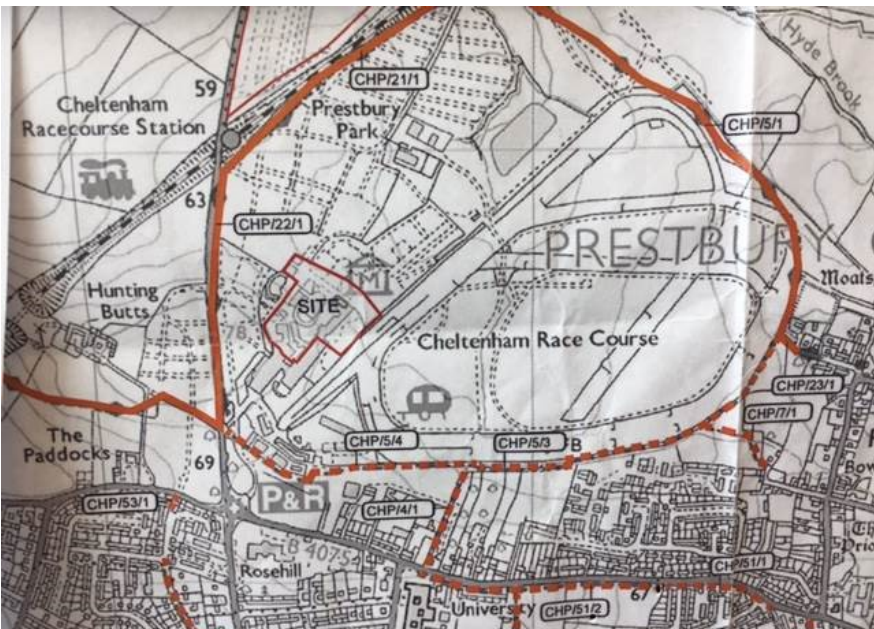 Hyde Brook
CHP/21/1
59
Cheltenham
Racecourse Station
Prestbury
Park
CHP/5/1
63
CHP/22/1
PRESTBURY
Moats
Hunting
Butts
SITE
78
Cheltenham Race Course
CHP/23/1
CHP/7/1
The
Paddocks
CHP/5/4
CHP/5/3
B
69
P&R
CHP/53/1
CHP/4/1
B 4075
Rosehill
CHP/51/1
67
University
CHP/51/2